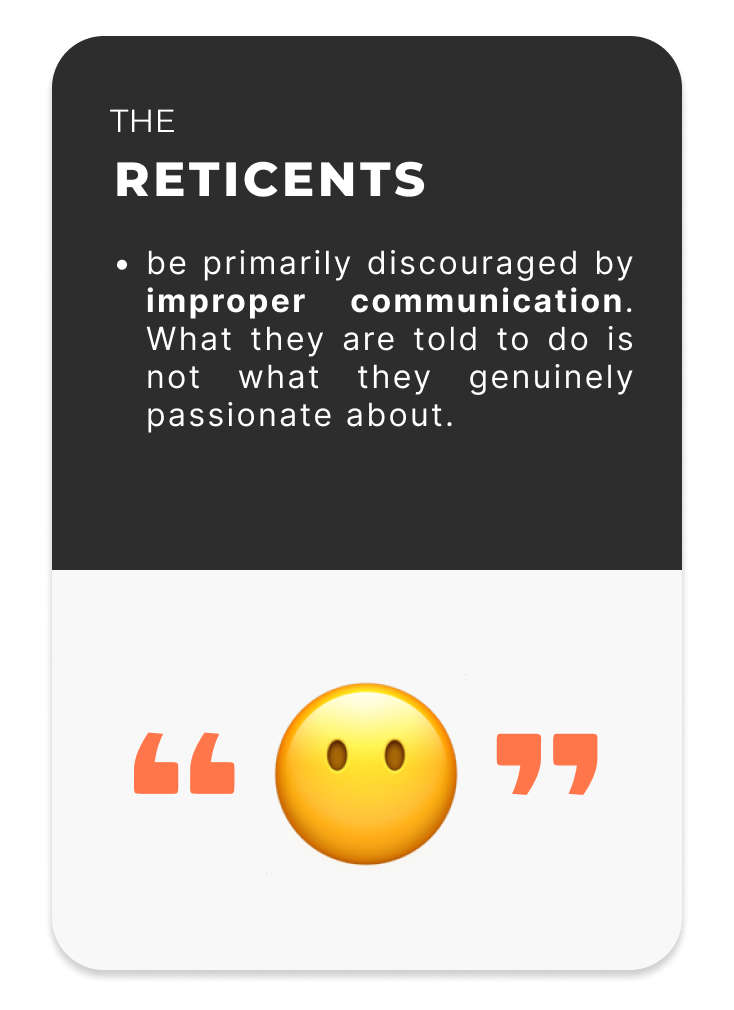 THE
RETICENTS
• be primarily discouraged by
improper communication.
What they are told to do is
not what they genuinely
passionate about.
“ ”